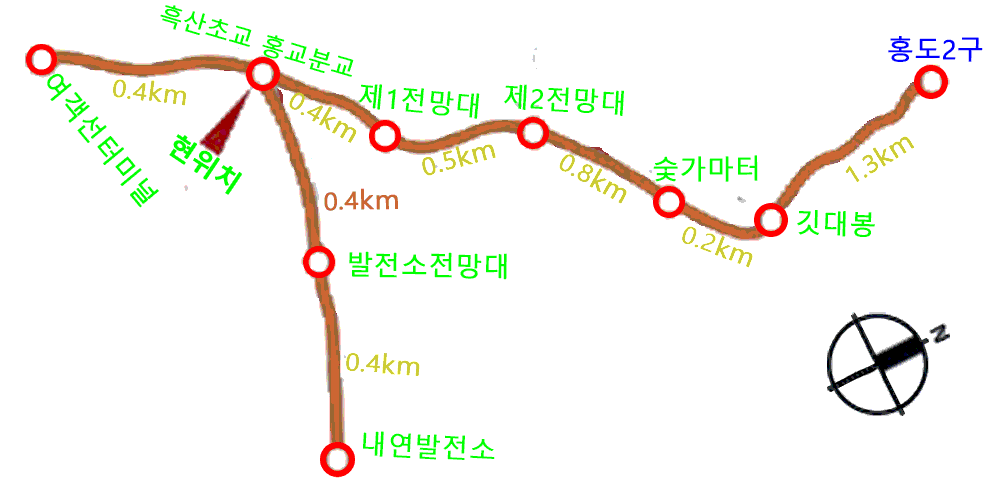 흑산초교 홍교분교
홍도2구
여객선터미널
0.4km
현위치
0.4km
제1전망대
0.5km
제2전망대
0.8km
숯가마터
0.2km
깃대봉
1.3km
0.4km
발전소전망대
0.4km
내연발전소
N